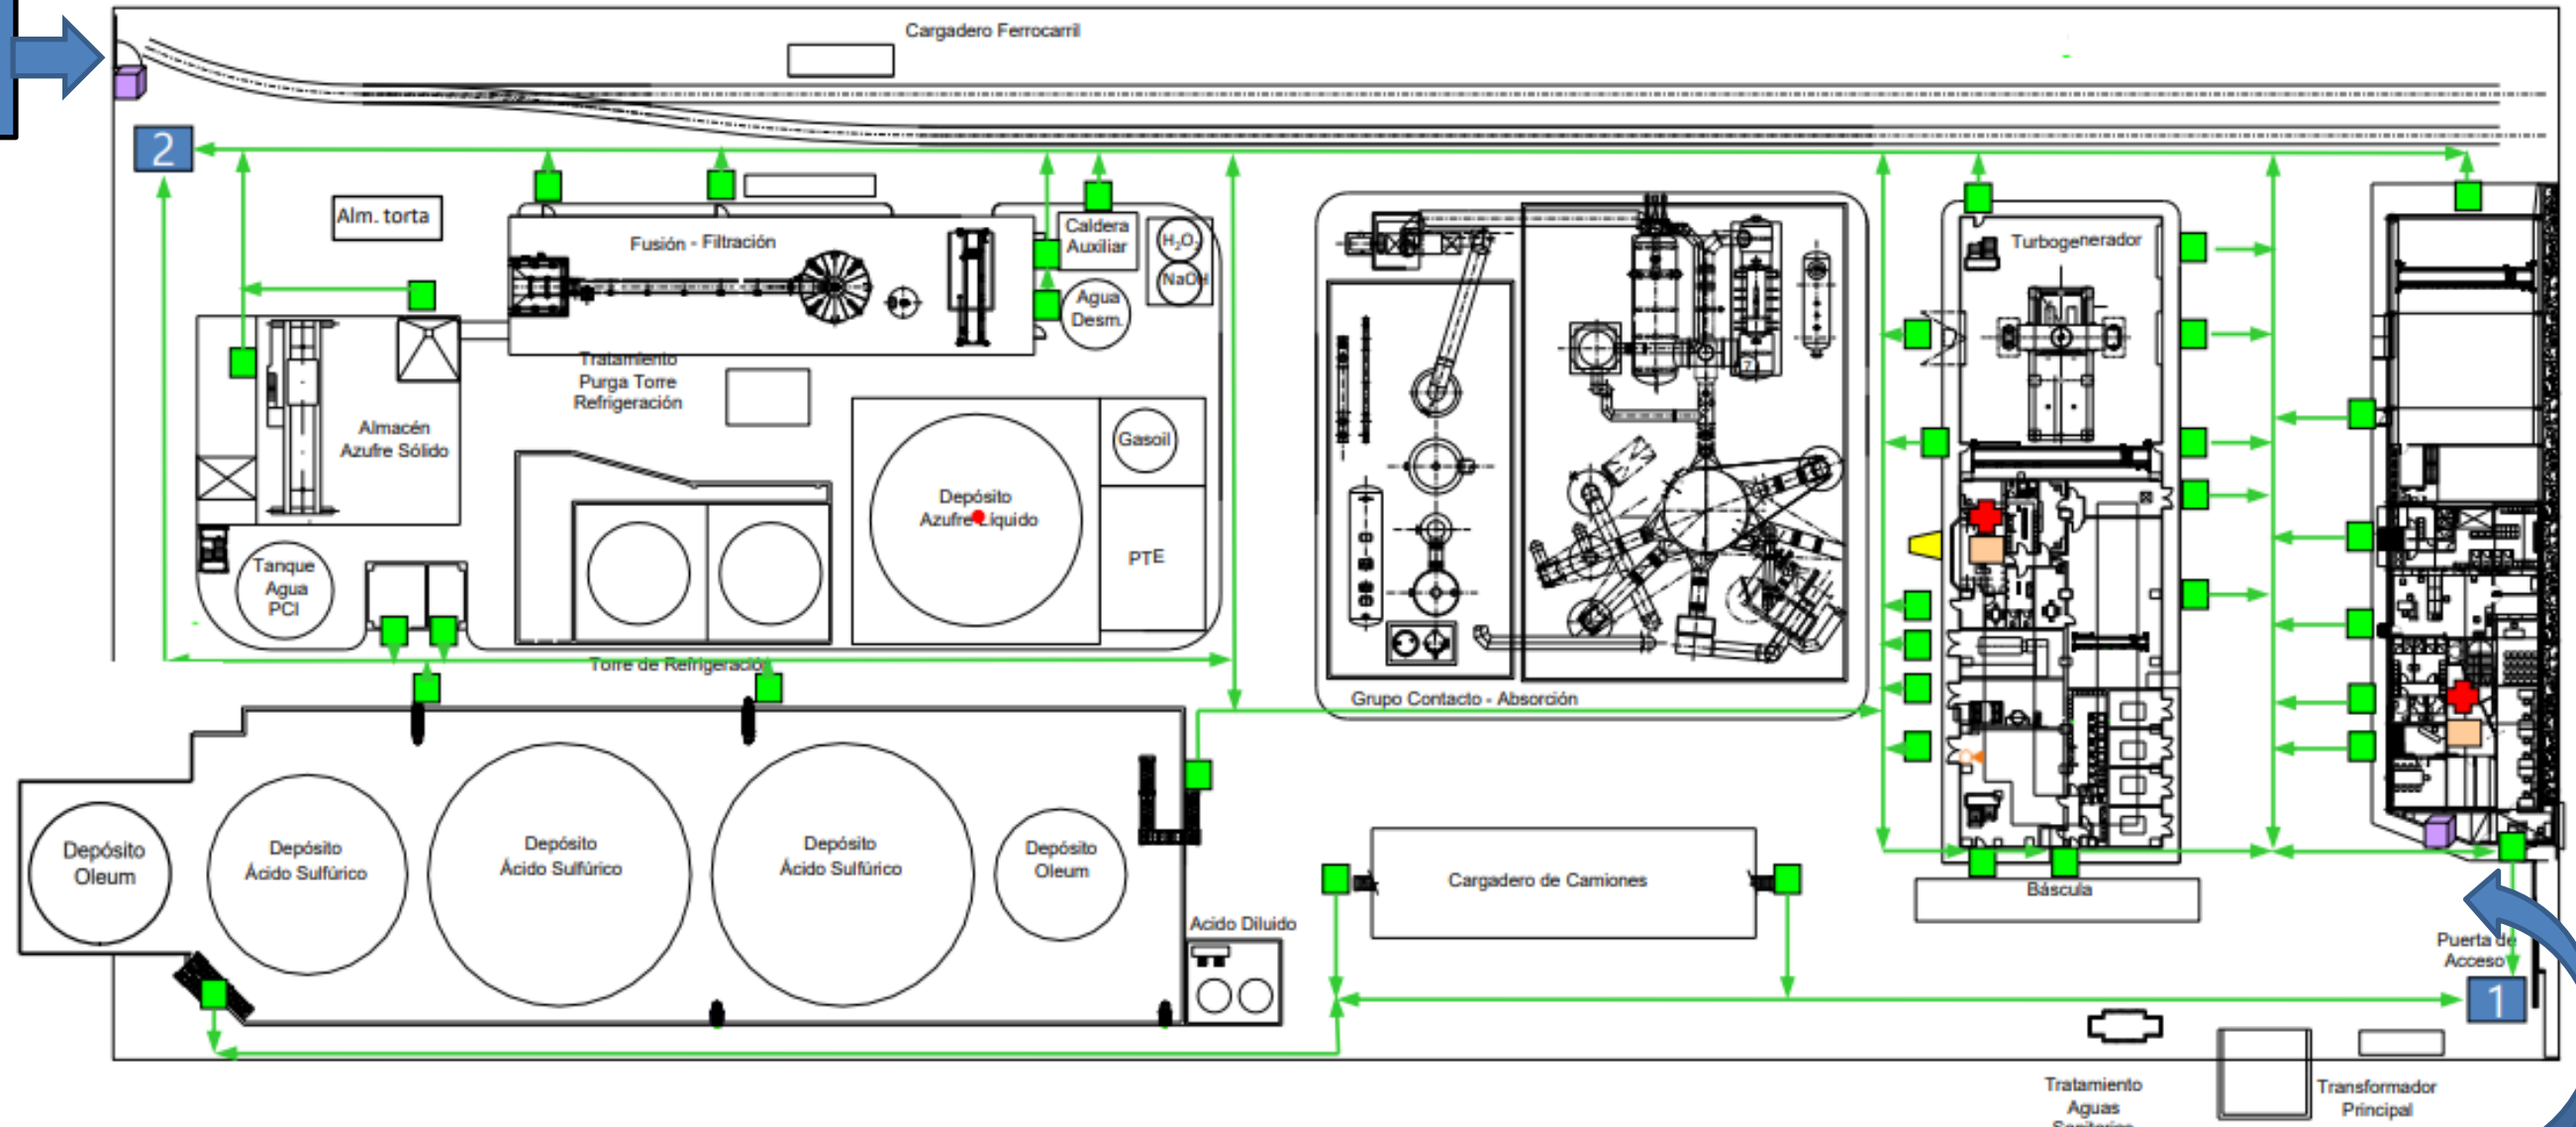 Cargadero Ferrocarril
2
Alm. torta
Fusión - Filtración
Caldera
Auxiliar
H₂O₂
NaOH
Agua
Desm.
Turbogenerador
Tratamiento
Purga Torre
Refrigeración
Almacén
Azufre Sólido
Gasoil
Depósito
Azufre Líquido
PTE
Tanque
Agua
PCI
Torre de Refrigeración
Grupo Contacto - Absorción
Depósito
Oleum
Depósito
Ácido Sulfúrico
Depósito
Ácido Sulfúrico
Depósito
Ácido Sulfúrico
Depósito
Oleum
Acido Diluido
Cargadero de Camiones
Báscula
Puerta de
Acceso
1
Tratamiento
Aguas
Transformador
Principal